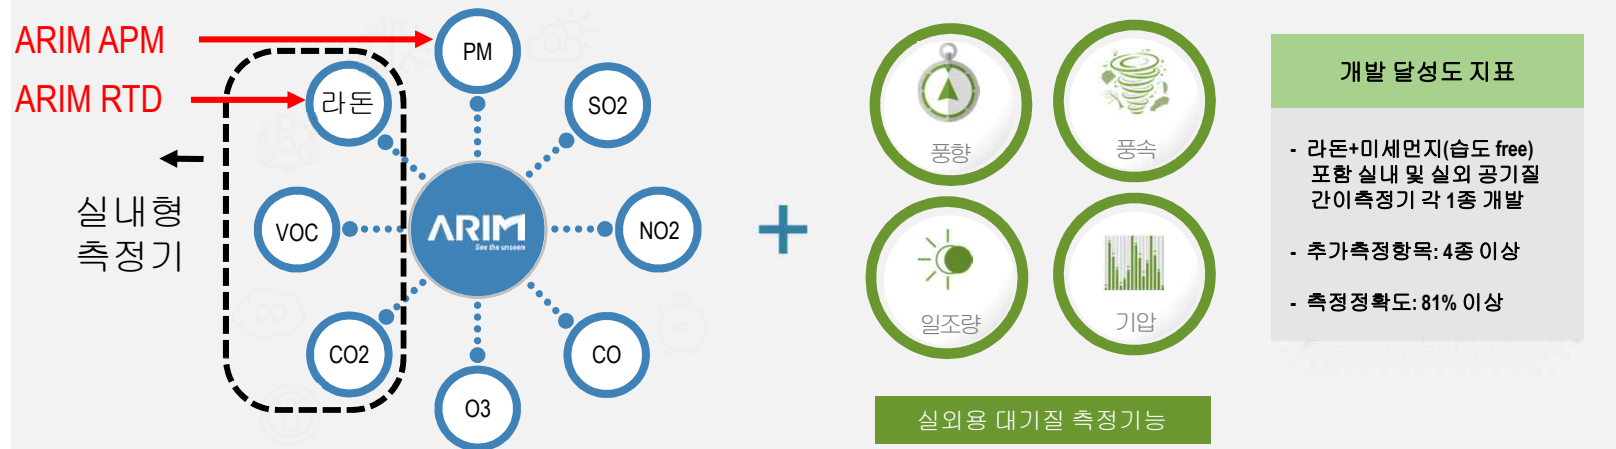 ARIM APM
ARIM RTD
실내형
측정기
PM
라돈
SO2
VOC
ARIM
See the unseen
NO2
CO2
CO
O3
+
풍향
풍속
일조량
기압
실외용 대기질 측정기능
개발 달성도 지표
- 라돈+미세먼지(습도 free)
포함 실내 및 실외 공기질
간이측정기 각 1종 개발
- 추가측정항목: 4종 이상
- 측정정확도: 81% 이상